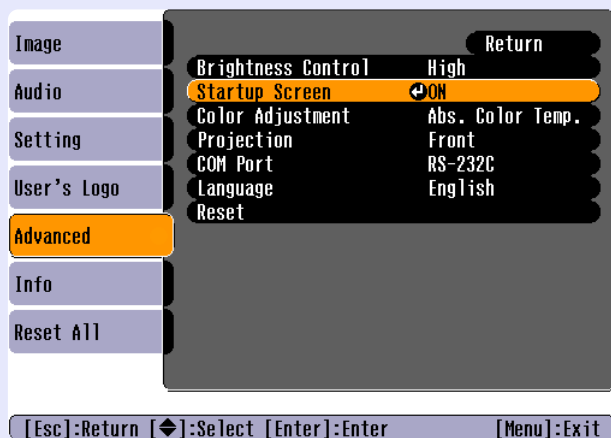 Image
Audio
Setting
User's Logo
Advanced
Info
Reset All
Return
Brightness Control High
Startup Screen ON
Color Adjustment Abs. Color Temp.
Projection Front
COM Port RS-232C
Language English
Reset
[Esc]:Return [◆]:Select [Enter]:Enter [Menu]:Exit